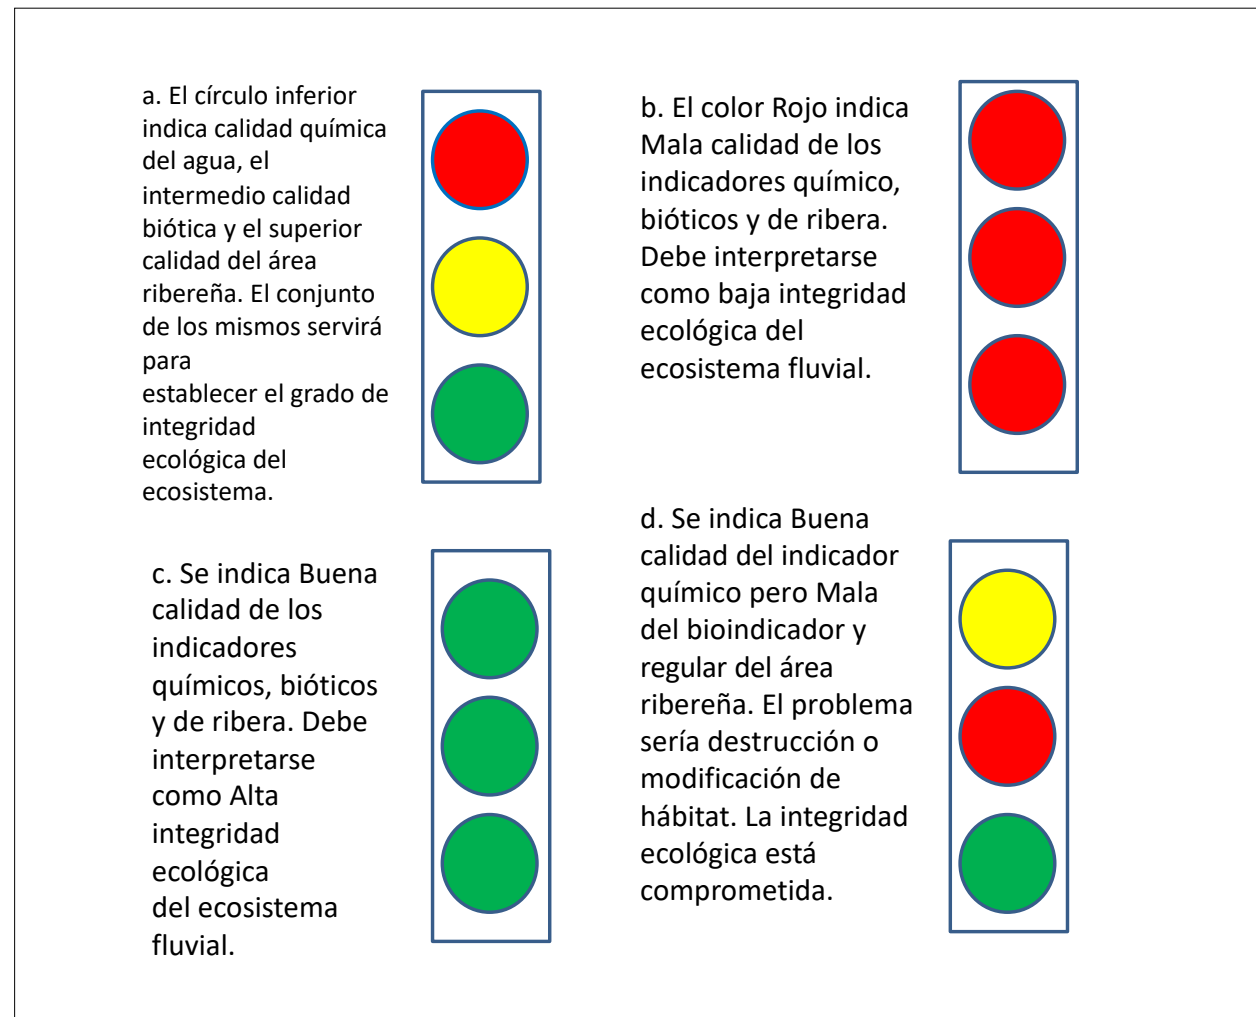 a. El círculo inferior
indica calidad química
del agua, el
intermedio calidad
biótica y el superior
calidad del área
ribereña. El conjunto
de los mismos servirá
para
establecer el grado de
integridad
ecológica del
ecosistema.
b. El color Rojo indica
Mala calidad de los
indicadores químico,
bióticos y de ribera.
Debe interpretarse
como baja integridad
ecológica del
ecosistema fluvial.
c. Se indica Buena
calidad de los
indicadores
químicos, bióticos
y de ribera. Debe
interpretarse
como Alta
integridad
ecológica
del ecosistema
fluvial.
d. Se indica Buena
calidad del indicador
químico pero Mala
del bioindicador y
regular del área
ribereña. El problema
sería destrucción o
modificación de
hábitat. La integridad
ecológica está
comprometida.